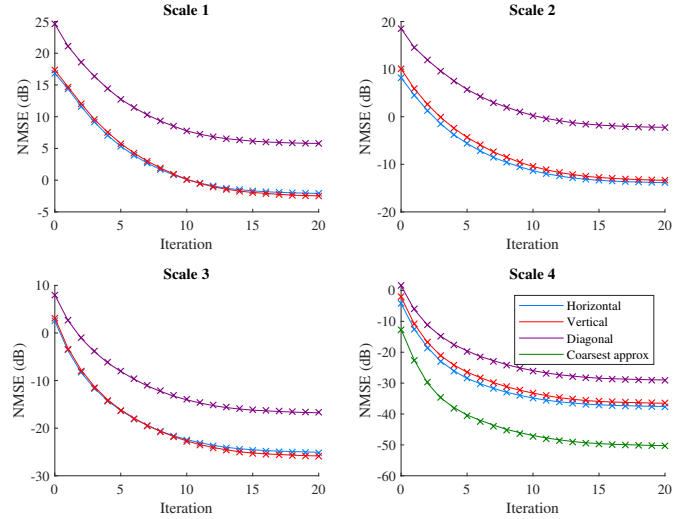 Scale 1
NMSE (dB)
25
20
15
10
5
0
-5
0 5 10 15 20
Iteration
Scale 2
NMSE (dB)
20
10
0
-10
-20
0 5 10 15 20
Iteration
Scale 3
NMSE (dB)
10
0
-10
-20
-30
0 5 10 15 20
Iteration
Scale 4
NMSE (dB)
0
-10
-20
-30
-40
-50
-60
0 5 10 15 20
Iteration
Horizontal
Vertical
Diagonal
Coarsest approx